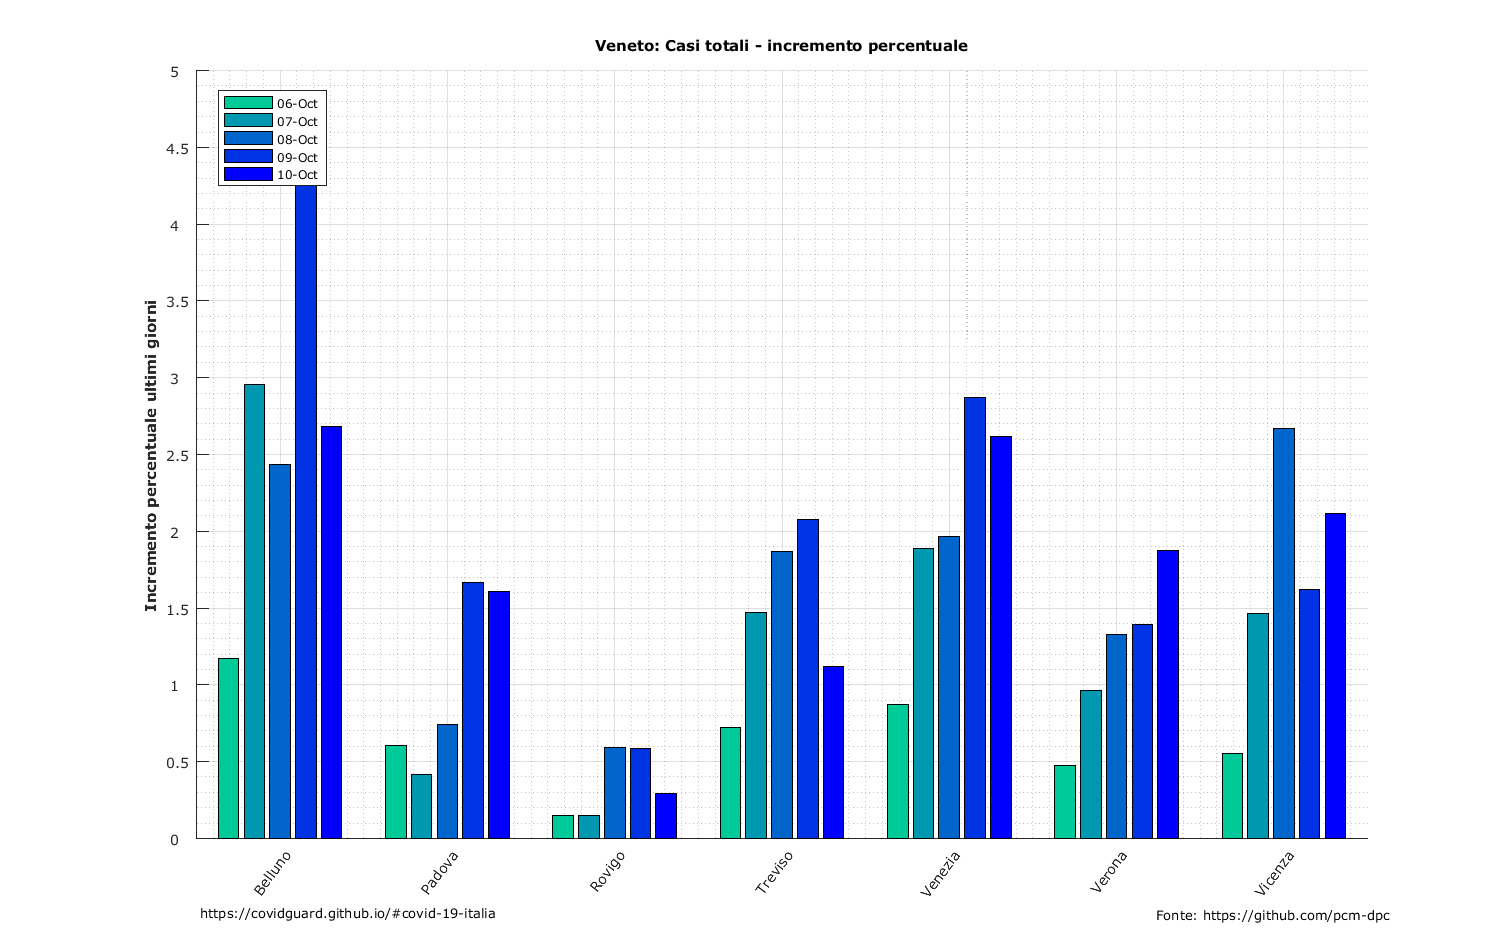 Veneto: Casi totali - incremento percentuale
Incremento percentuale ultimi giorni
5
4.5
4
3.5
3
2.5
2
1.5
1
0.5
0
06-Oct
07-Oct
08-Oct
09-Oct
10-Oct
Belluno
Padova
Rovigo
Treviso
Venezia
Verona
Vicenza
https://covidguard.github.io/#covid-19-italia
Fonte: https://github.com/pcm-dpc